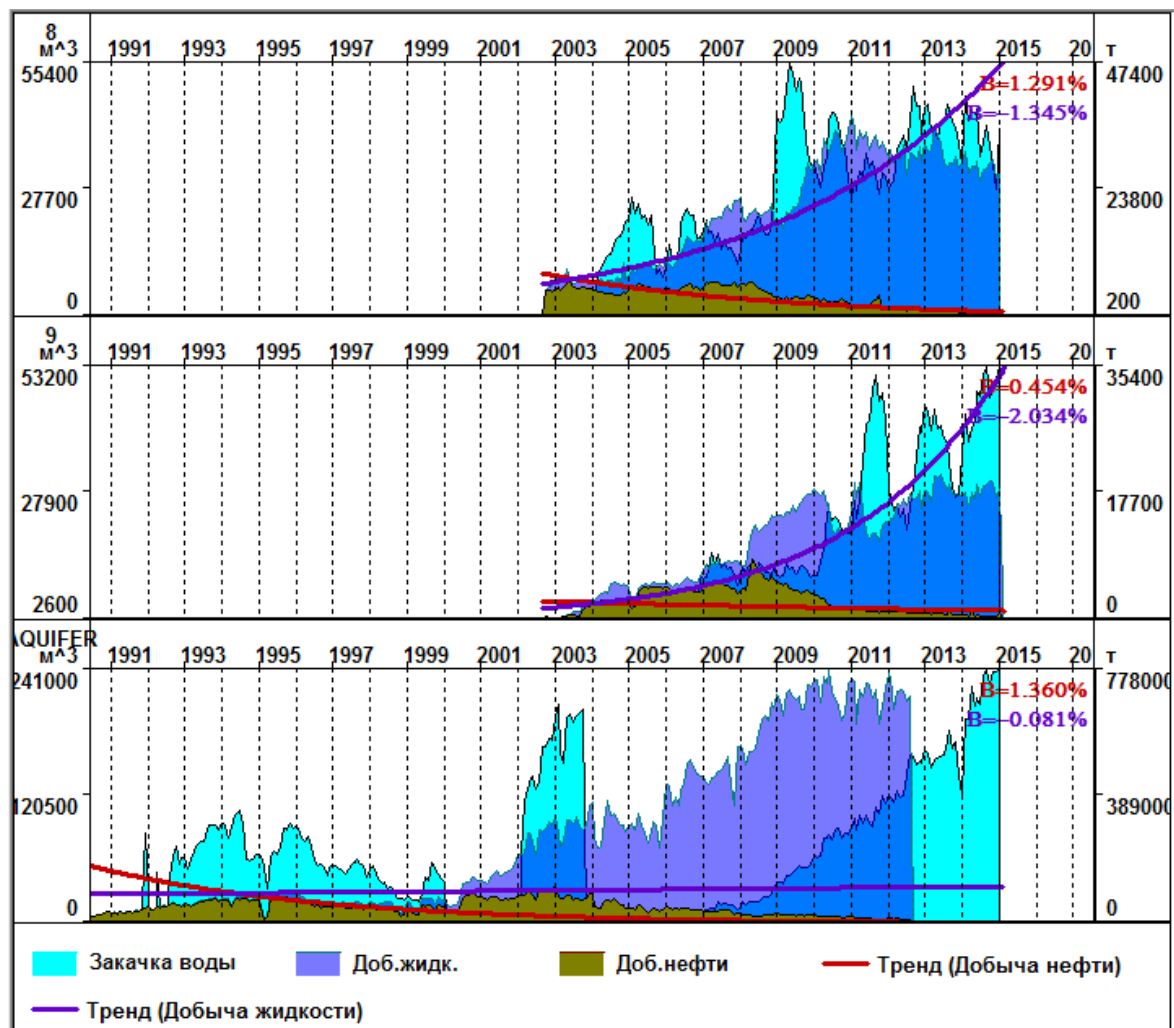 8
м^3 1991 1993 1995 1997 1999 2001 2003 2005 2007 2009 2011 2013 2015 20 т
55400 47400
B=1.291%
B=-1.345%
27700 23800
0 200
9
м^3 1991 1993 1995 1997 1999 2001 2003 2005 2007 2009 2011 2013 2015 20 т
53200 35400
B=0.454%
B=-2.034%
27900 17700
2600 0
AQUIFER
м^3 1991 1993 1995 1997 1999 2001 2003 2005 2007 2009 2011 2013 2015 20 т
241000 778000
B=1.360%
B=-0.081%
120500 389000
0 0
Закачка воды Доб.жидк. Доб.нефти Тренд (Добыча нефти)
Тренд (Добыча жидкости)